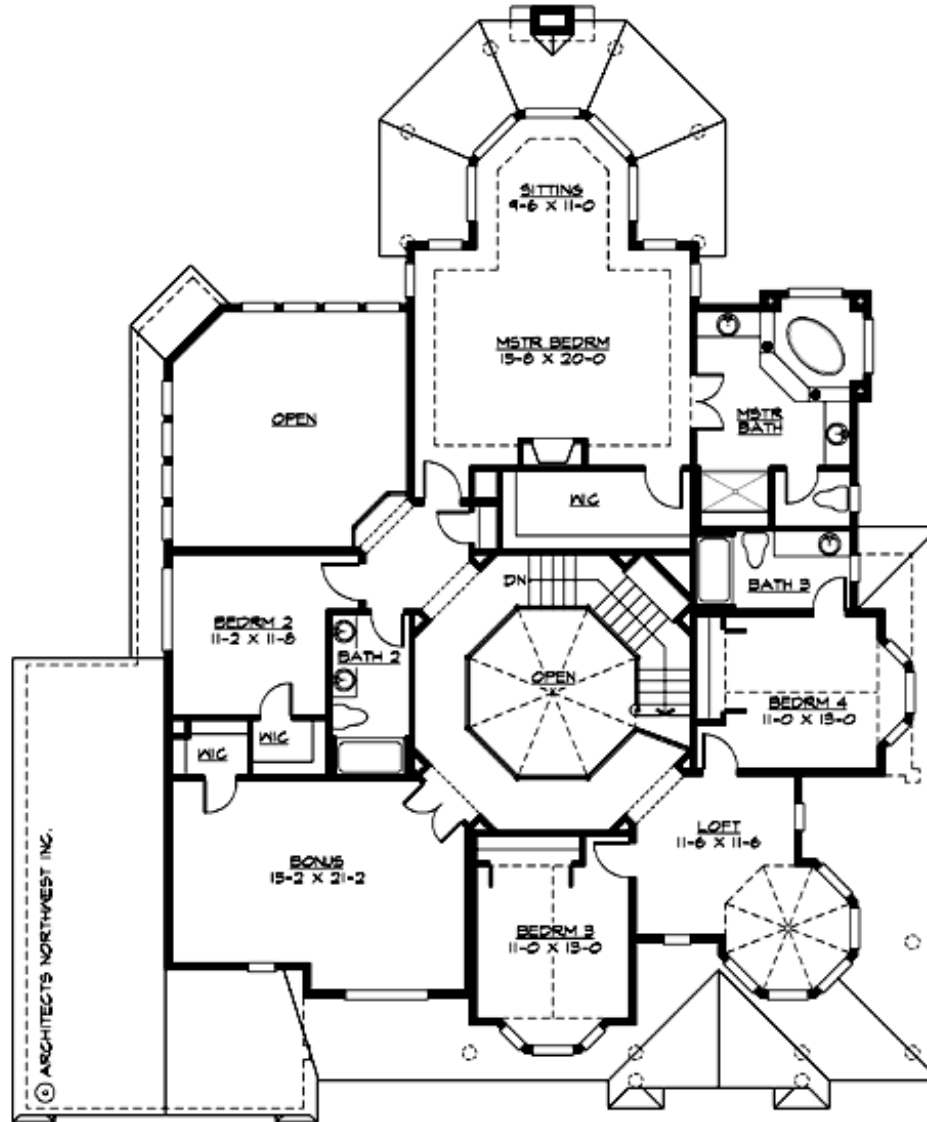 SITTING
9-6 X 11-0
MSTR BEDRM
15-6 X 20-0
OPEN
MSTR
BATH
WIC
DN
BATH 3
BEDRM 2
11-2 X 11-8
BATH 2
OPEN
BEDRM 4
11-0 X 13-0
WIC
WIC
LOFT
11-6 X 11-6
BONUS
15-2 X 21-2
BEDRM 3
11-0 X 13-0
© ARCHITECTS NORTHWEST INC.